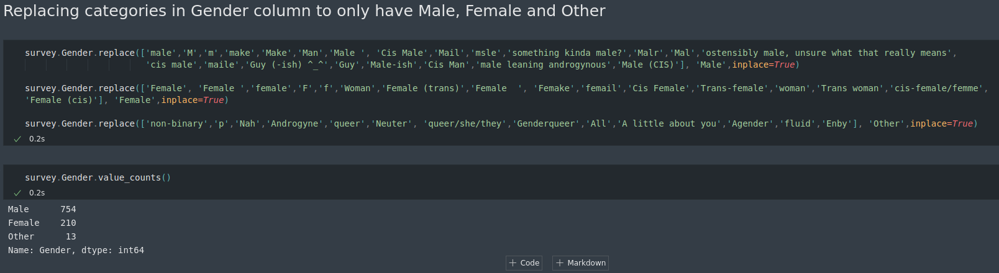 Replacing categories in Gender column to only have Male, Female and Other
survey.Gender.replace(['male','M','m','make','Make','Man','Male ', 'Cis Male','Mail','msle','something kinda male?','Malr','Mal','ostensibly male, unsure what that really means',
'cis male','maile','Guy (-ish) ^_^','Guy','Male-ish','Cis Man','male leaning androgynous','Male (CIS)'], 'Male',inplace=True)
survey.Gender.replace(['Female', 'Female ','female','F','f','Woman','Female (trans)','Female  ', 'Femake','femail','Cis Female','Trans-female','woman','Trans woman','cis-female/femme',
'Female (cis)'], 'Female',inplace=True)
survey.Gender.replace(['non-binary','p','Nah','Androgyne','queer','Neuter', 'queer/she/they','Genderqueer','All','A little about you','Agender','fluid','Enby'], 'Other',inplace=True)
✓ 0.2s
survey.Gender.value_counts()
✓ 0.2s
Male      754
Female    210
Other      13
Name: Gender, dtype: int64
+ Code + Markdown